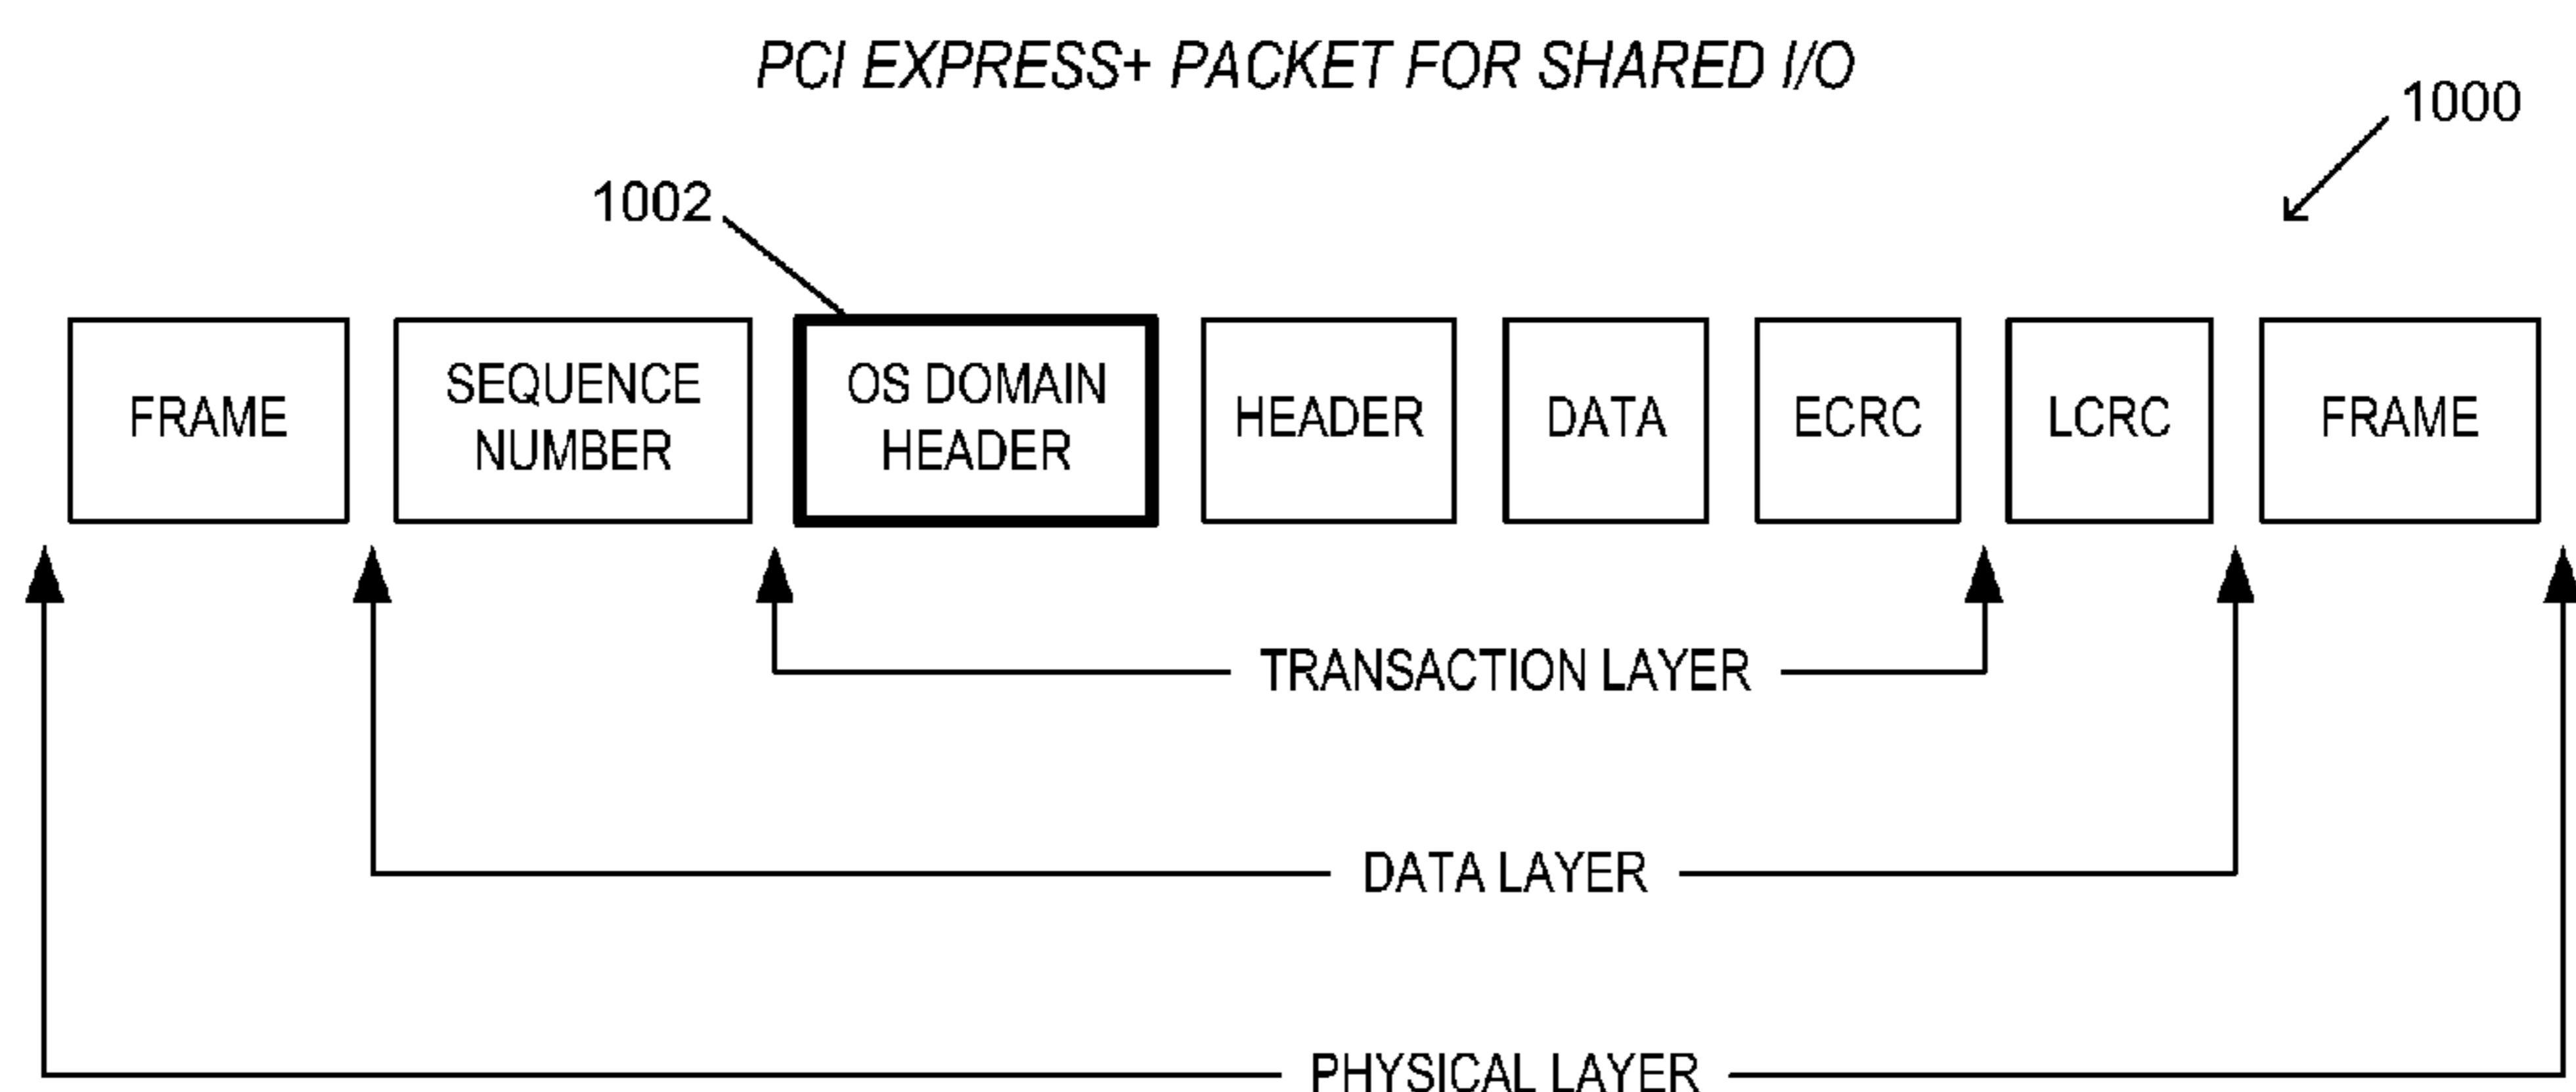 PCI EXPRESS+ PACKET FOR SHARED I/O
1000
1002
FRAME
SEQUENCE
NUMBER
OS DOMAIN
HEADER
HEADER
DATA
ECRC
LCRC
FRAME
TRANSACTION LAYER
DATA LAYER
PHYSICAL LAYER